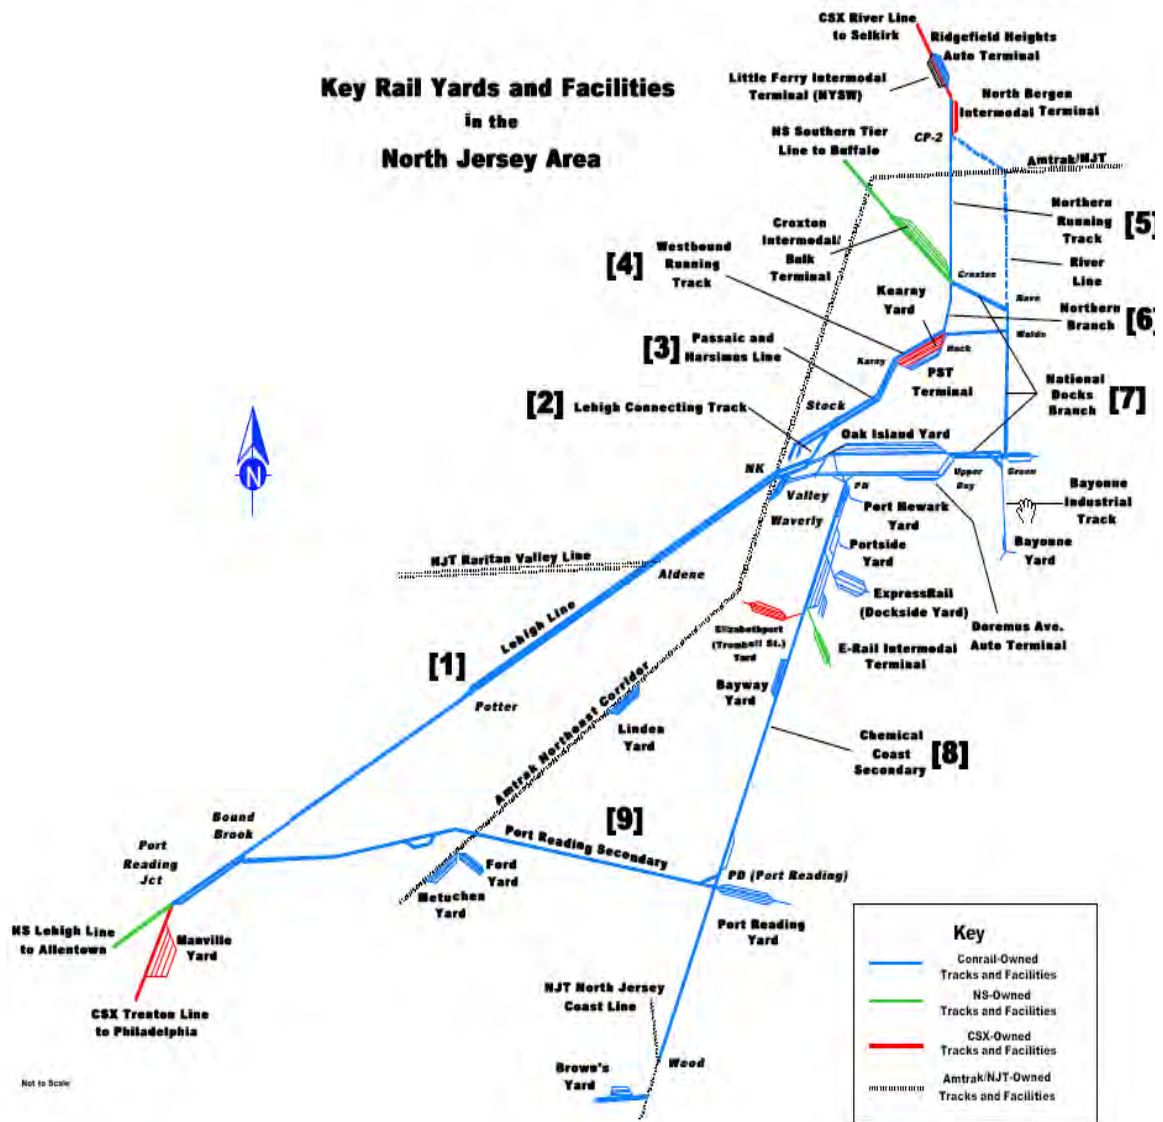 Key Rail Yards and Facilities
in the
North Jersey Area
CSX River Line
to Selkirk
Ridgefield Heights
Auto Terminal
Little Ferry Intermodal
Terminal (NYSW)
North Bergen
Intermodal Terminal
NS Southern Tier
Line to Buffalo
CP-2
Amtrak/NJT
Croxton
Intermodal/
Bulk
Terminal
Northern
Running
Track
[5]
[4]
Westbound
Running
Track
River
Line
Croxton
Nave
Kearny
Yard
Northern
Branch
[6]
Waldo
[3]
Passaic and
Harsimus Line
Karny
Hack
PST
Terminal
National
Docks
Branch
[7]
[2]
Lehigh Connecting Track
Stock
Oak Island Yard
NK
Valley
Waverly
PN
Upper
Bay
Green
Port Newark
Yard
Bayonne
Industrial
Track
Portside
Yard
Bayonne
Yard
NJT Raritan Valley Line
Aldene
ExpressRail
(Dockside Yard)
Doremus Ave.
Auto Terminal
Elizabethport
(Trumbull St.)
Yard
E-Rail Intermodal
Terminal
Lehigh Line
[1]
Potter
Bayway
Yard
Amtrak Northeast Corridor
Linden
Yard
Chemical
Coast
Secondary
[8]
Bound
Brook
[9]
Port Reading Secondary
Port
Reading
Jct
Ford
Yard
Metuchen
Yard
PD (Port Reading)
Port Reading
Yard
NS Lehigh Line
to Allentown
Manville
Yard
CSX Trenton Line
to Philadelphia
NJT North Jersey
Coast Line
Wood
Brown's
Yard
Not to Scale
N
Key
Conrail-Owned
Tracks and Facilities
NS-Owned
Tracks and Facilities
CSX-Owned
Tracks and Facilities
Amtrak/NJT-Owned
Tracks and Facilities